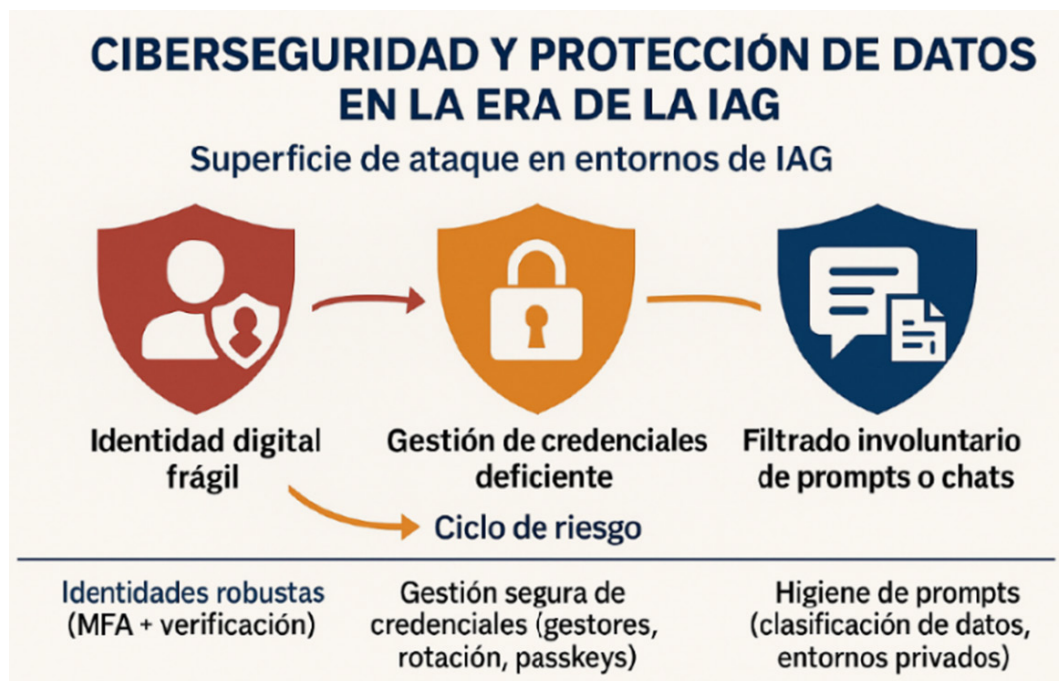 CIBERSEGURIDAD Y PROTECCIÓN DE DATOS
EN LA ERA DE LA IAG
Superficie de ataque en entornos de IAG
Identidad digital
frágil
Gestión de credenciales
deficiente
Filtrado involuntario
de prompts o chats
Ciclo de riesgo
Identidades robustas
(MFA + verificación)
Gestión segura de
credenciales (gestores,
rotación, passkeys)
Higiene de prompts
(clasificación de datos,
entornos privados)